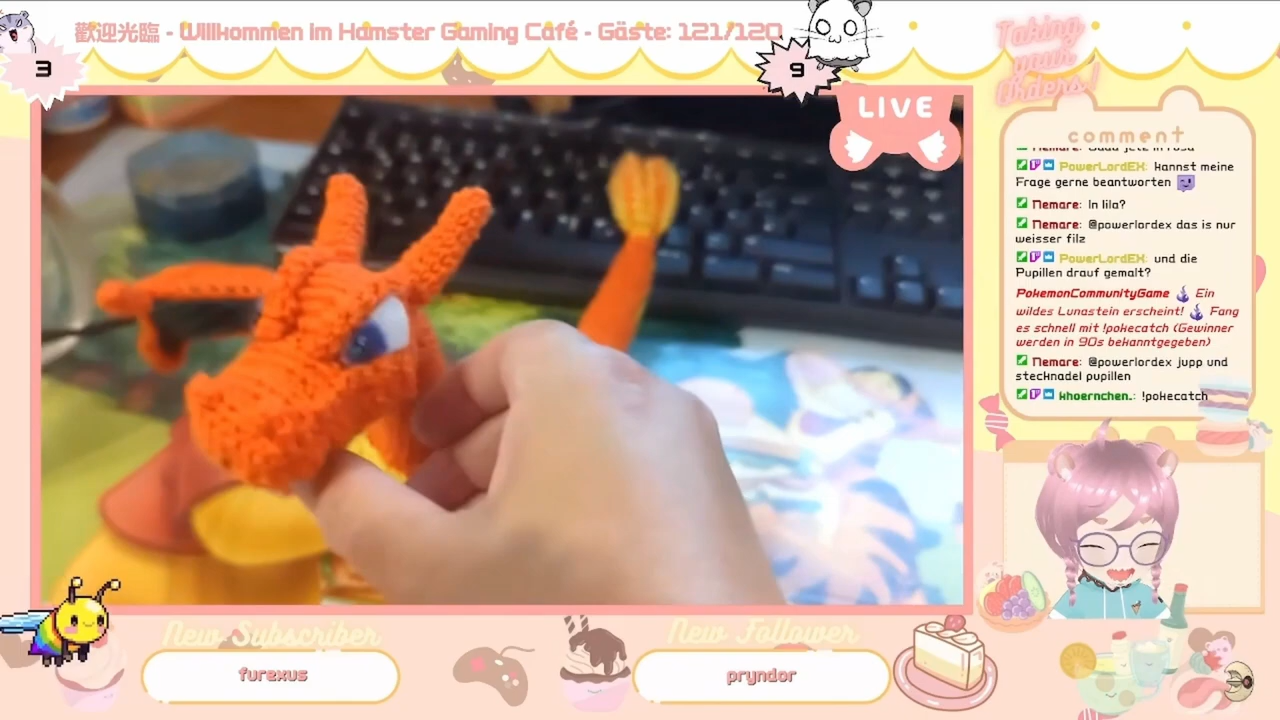 歡迎光臨 - Willkommen im Hamster Gaming Café - Gäste: 121/120
3
9
LIVE
Taking
your
Orders!
comment
PowerLordEX: Kannst meine
Frage gerne beantworten
Nemare: In lila?
Nemare: @powerlordex das is nur
weisser filz
PowerLordEX: und die
Pupillen drauf gemalt?
PokemonCommunityGame Ein
wildes Lunastein erscheint! Fang
es schnell mit !pokecatch (Gewinner
werden in 90s bekanntgegeben)
Nemare: @powerlordex jupp und
stecknadel pupillen
khoernchen.: !pokecatch
New Subscriber
furexus
New Follower
pryndor